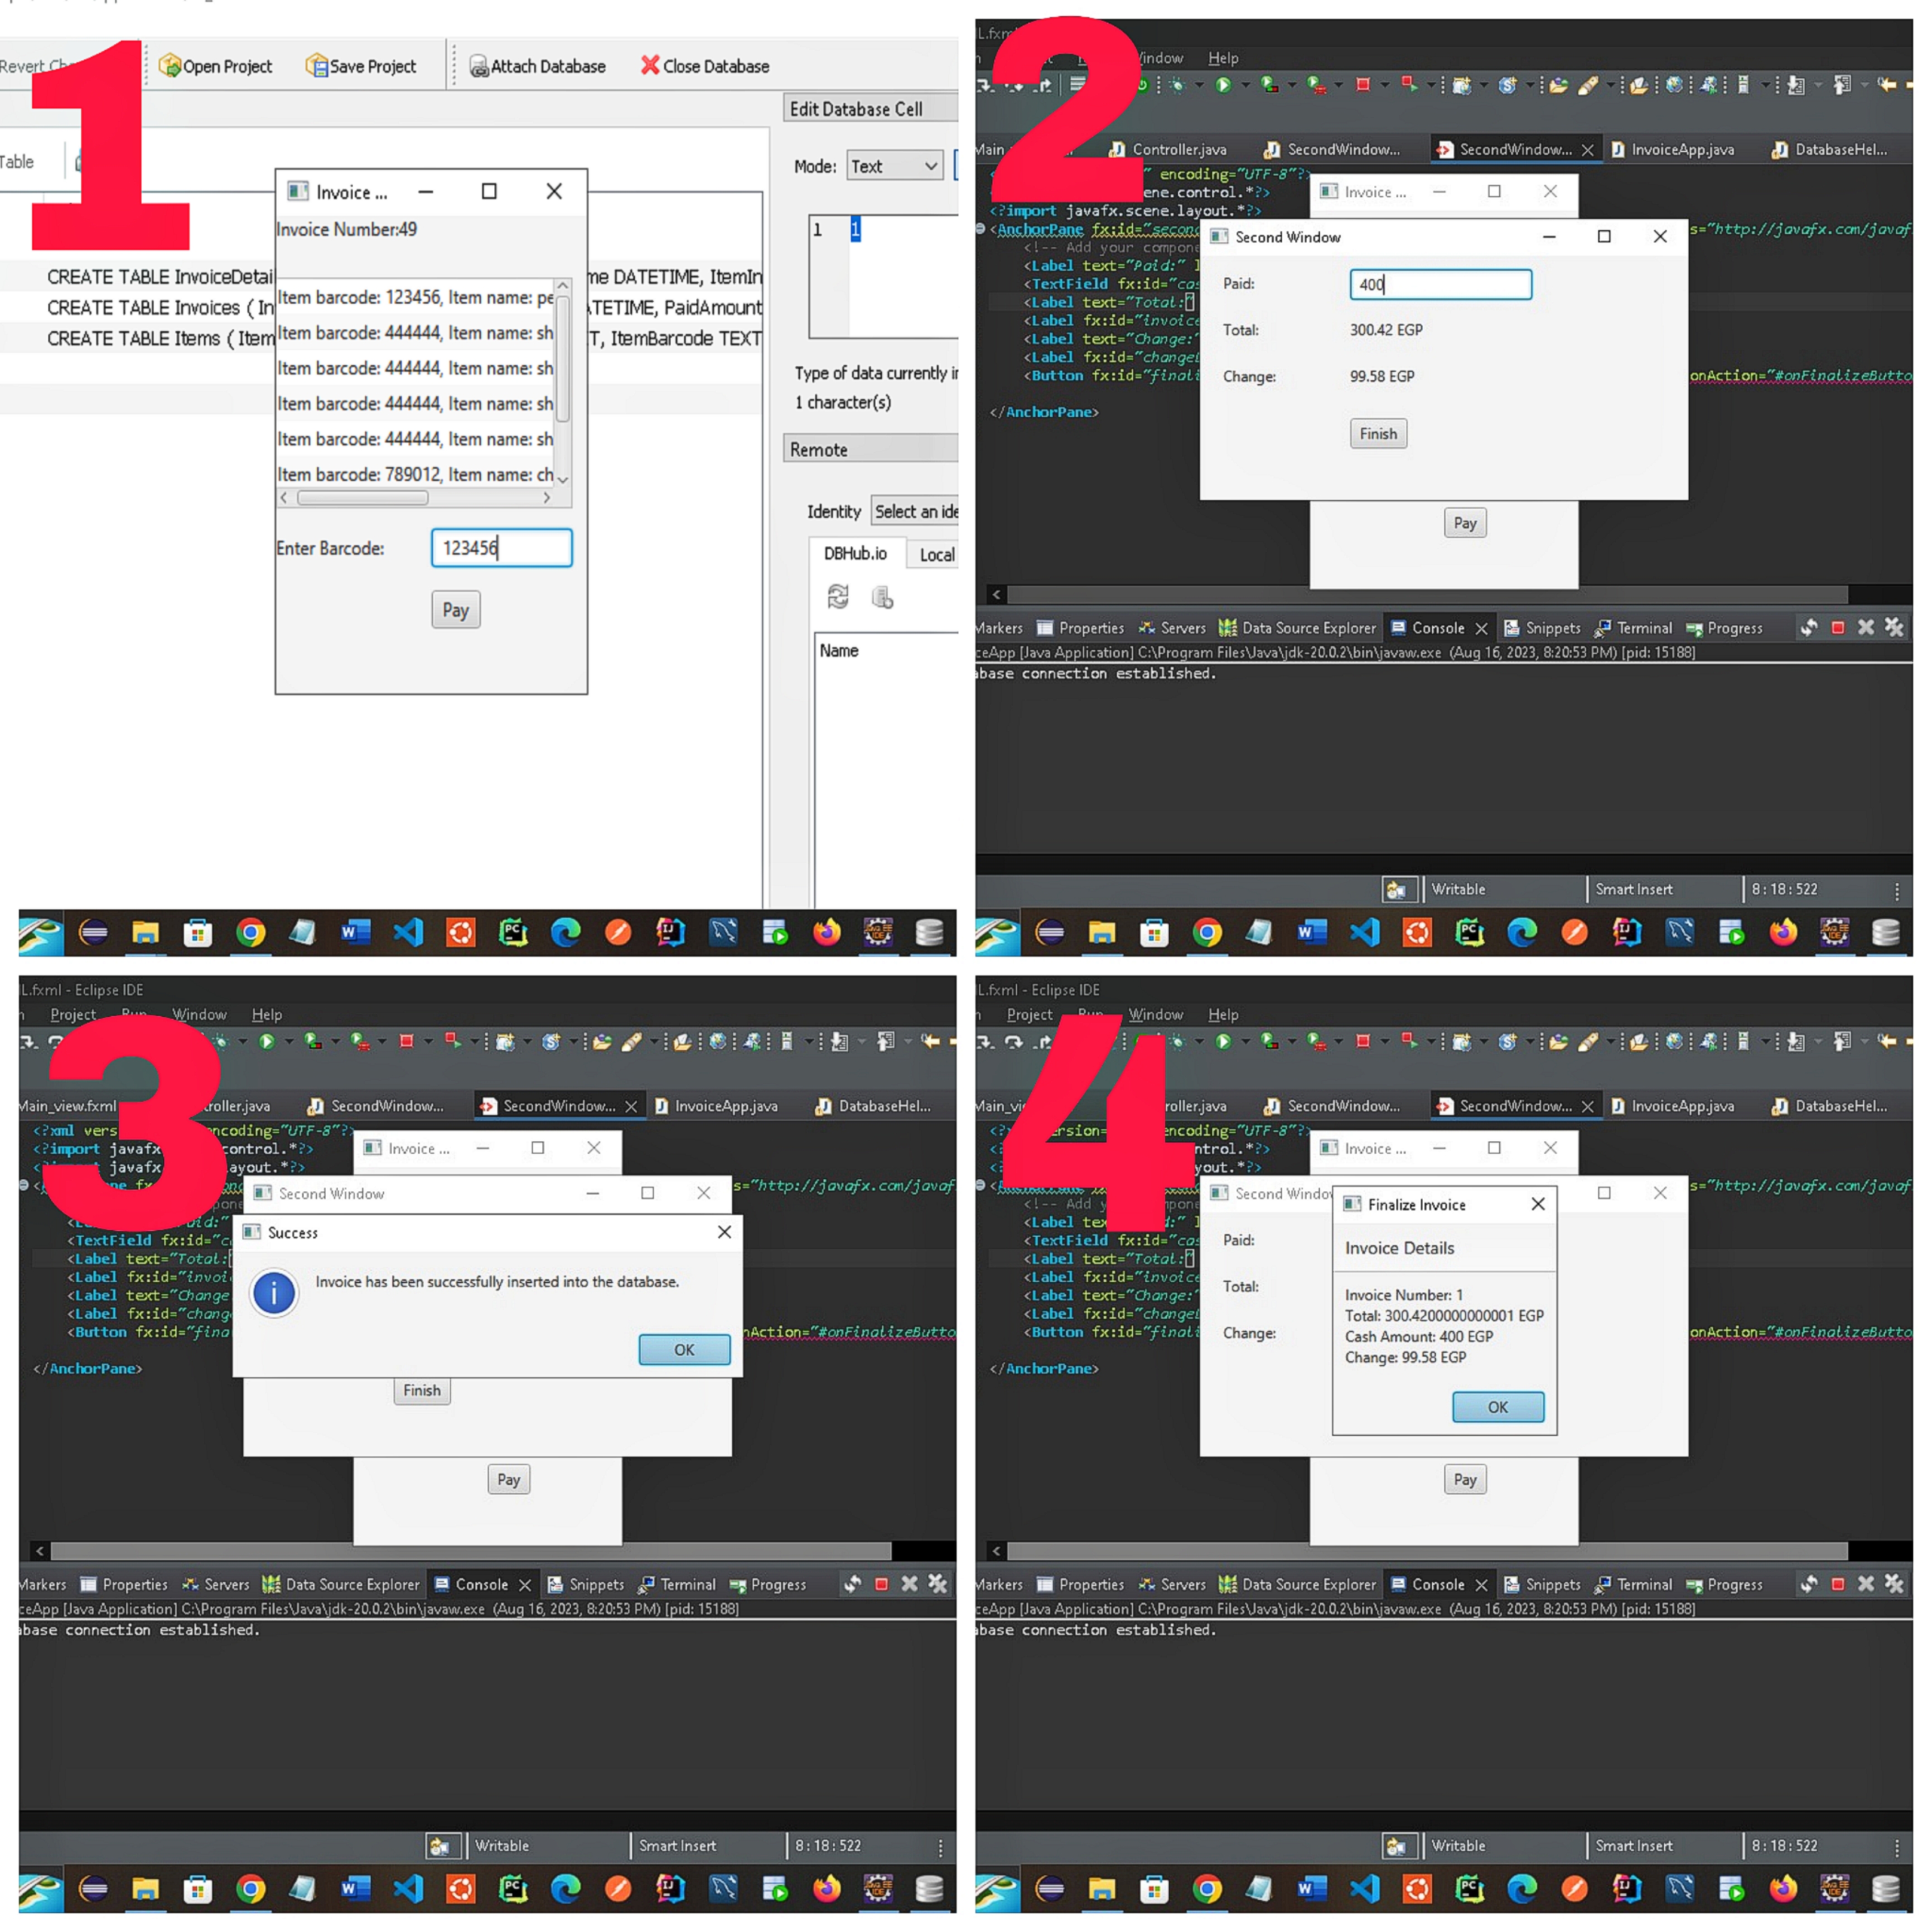 1
Open Project
Save Project
Attach Database
Close Database
Edit Database Cell
Table
Mode: Text
Invoice ...
Invoice Number:49
1 1
CREATE TABLE InvoiceDetai
me DATETIME, ItemIn
CREATE TABLE Invoices ( In
ATETIME, PaidAmount
CREATE TABLE Items ( Item
T, ItemBarcode TEXT
Item barcode: 123456, Item name: pe
Item barcode: 444444, Item name: sh
Item barcode: 444444, Item name: sh
Item barcode: 444444, Item name: sh
Item barcode: 444444, Item name: sh
Item barcode: 789012, Item name: ch
Type of data currently in
1 character(s)
Remote
Identity Select an ide
DBHub.io Local
Name
Enter Barcode: 123456
Pay
2
L.fxm
Window Help
Main
Controller.java
SecondWindow...
SecondWindow...
InvoiceApp.java
DatabaseHel...
" encoding="UTF-8"?>
ene.control.*?>
<?import javafx.scene.layout.*?>
<AnchorPane fx:id="second
s="http://javafx.com/javaf
<!-- Add your compone
<Label text="Paid:" l
<TextField fx:id="cas
<Label text="Total:"
<Label fx:id="invoice
<Label text="Change:"
<Label fx:id="changeL
<Button fx:id="finali
onAction="#onFinalizeButto
</AnchorPane>
Invoice ...
Second Window
Paid: 400
Total: 300.42 EGP
Change: 99.58 EGP
Finish
Pay
Markers Properties Servers Data Source Explorer Console Snippets Terminal Progress
ceApp [Java Application] C:\Program Files\Java\jdk-20.0.2\bin\javaw.exe (Aug 16, 2023, 8:20:53 PM) [pid: 15188]
abase connection established.
Writable Smart Insert 8:18:522
3
L.fxml - Eclipse IDE
Project Run Window Help
Main_view.fxml
troller.java
SecondWindow...
SecondWindow...
InvoiceApp.java
DatabaseHel...
<?xml vers
ncoding="UTF-8"?>
<?import javafx
control.*?>
javafx
ayout.*?>
s="http://javafx.com/javaf
<TextField fx:id="c
<Label text="Total:
<Label fx:id="invoi
<Label text="Change
<Label fx:id="chang
<Button fx:id="fina
nAction="#onFinalizeButto
</AnchorPane>
Invoice ...
Second Window
Success
Invoice has been successfully inserted into the database.
OK
Finish
Pay
Markers Properties Servers Data Source Explorer Console Snippets Terminal Progress
ceApp [Java Application] C:\Program Files\Java\jdk-20.0.2\bin\javaw.exe (Aug 16, 2023, 8:20:53 PM) [pid: 15188]
abase connection established.
Writable Smart Insert 8:18:522
4
L.fxml - Eclipse IDE
Project Run Window Help
Main_vi
roller.java
SecondWindow...
SecondWindow...
InvoiceApp.java
DatabaseHel...
ersion=
encoding="UTF-8"?>
ntrol.*?>
yout.*?>
s="http://javafx.com/javaf
<!-- Add y
mpone
<Label tex
d:" l
<TextField fx:id="cas
<Label text="Total:"
<Label fx:id="invoice
<Label text="Change:"
<Label fx:id="changeL
<Button fx:id="finali
onAction="#onFinalizeButto
</AnchorPane>
Invoice ...
Second Window
Paid:
Total:
Change:
Finalize Invoice
Invoice Details
Invoice Number: 1
Total: 300.4200000000001 EGP
Cash Amount: 400 EGP
Change: 99.58 EGP
OK
Pay
Markers Properties Servers Data Source Explorer Console Snippets Terminal Progress
ceApp [Java Application] C:\Program Files\Java\jdk-20.0.2\bin\javaw.exe (Aug 16, 2023, 8:20:53 PM) [pid: 15188]
abase connection established.
Writable Smart Insert 8:18:522